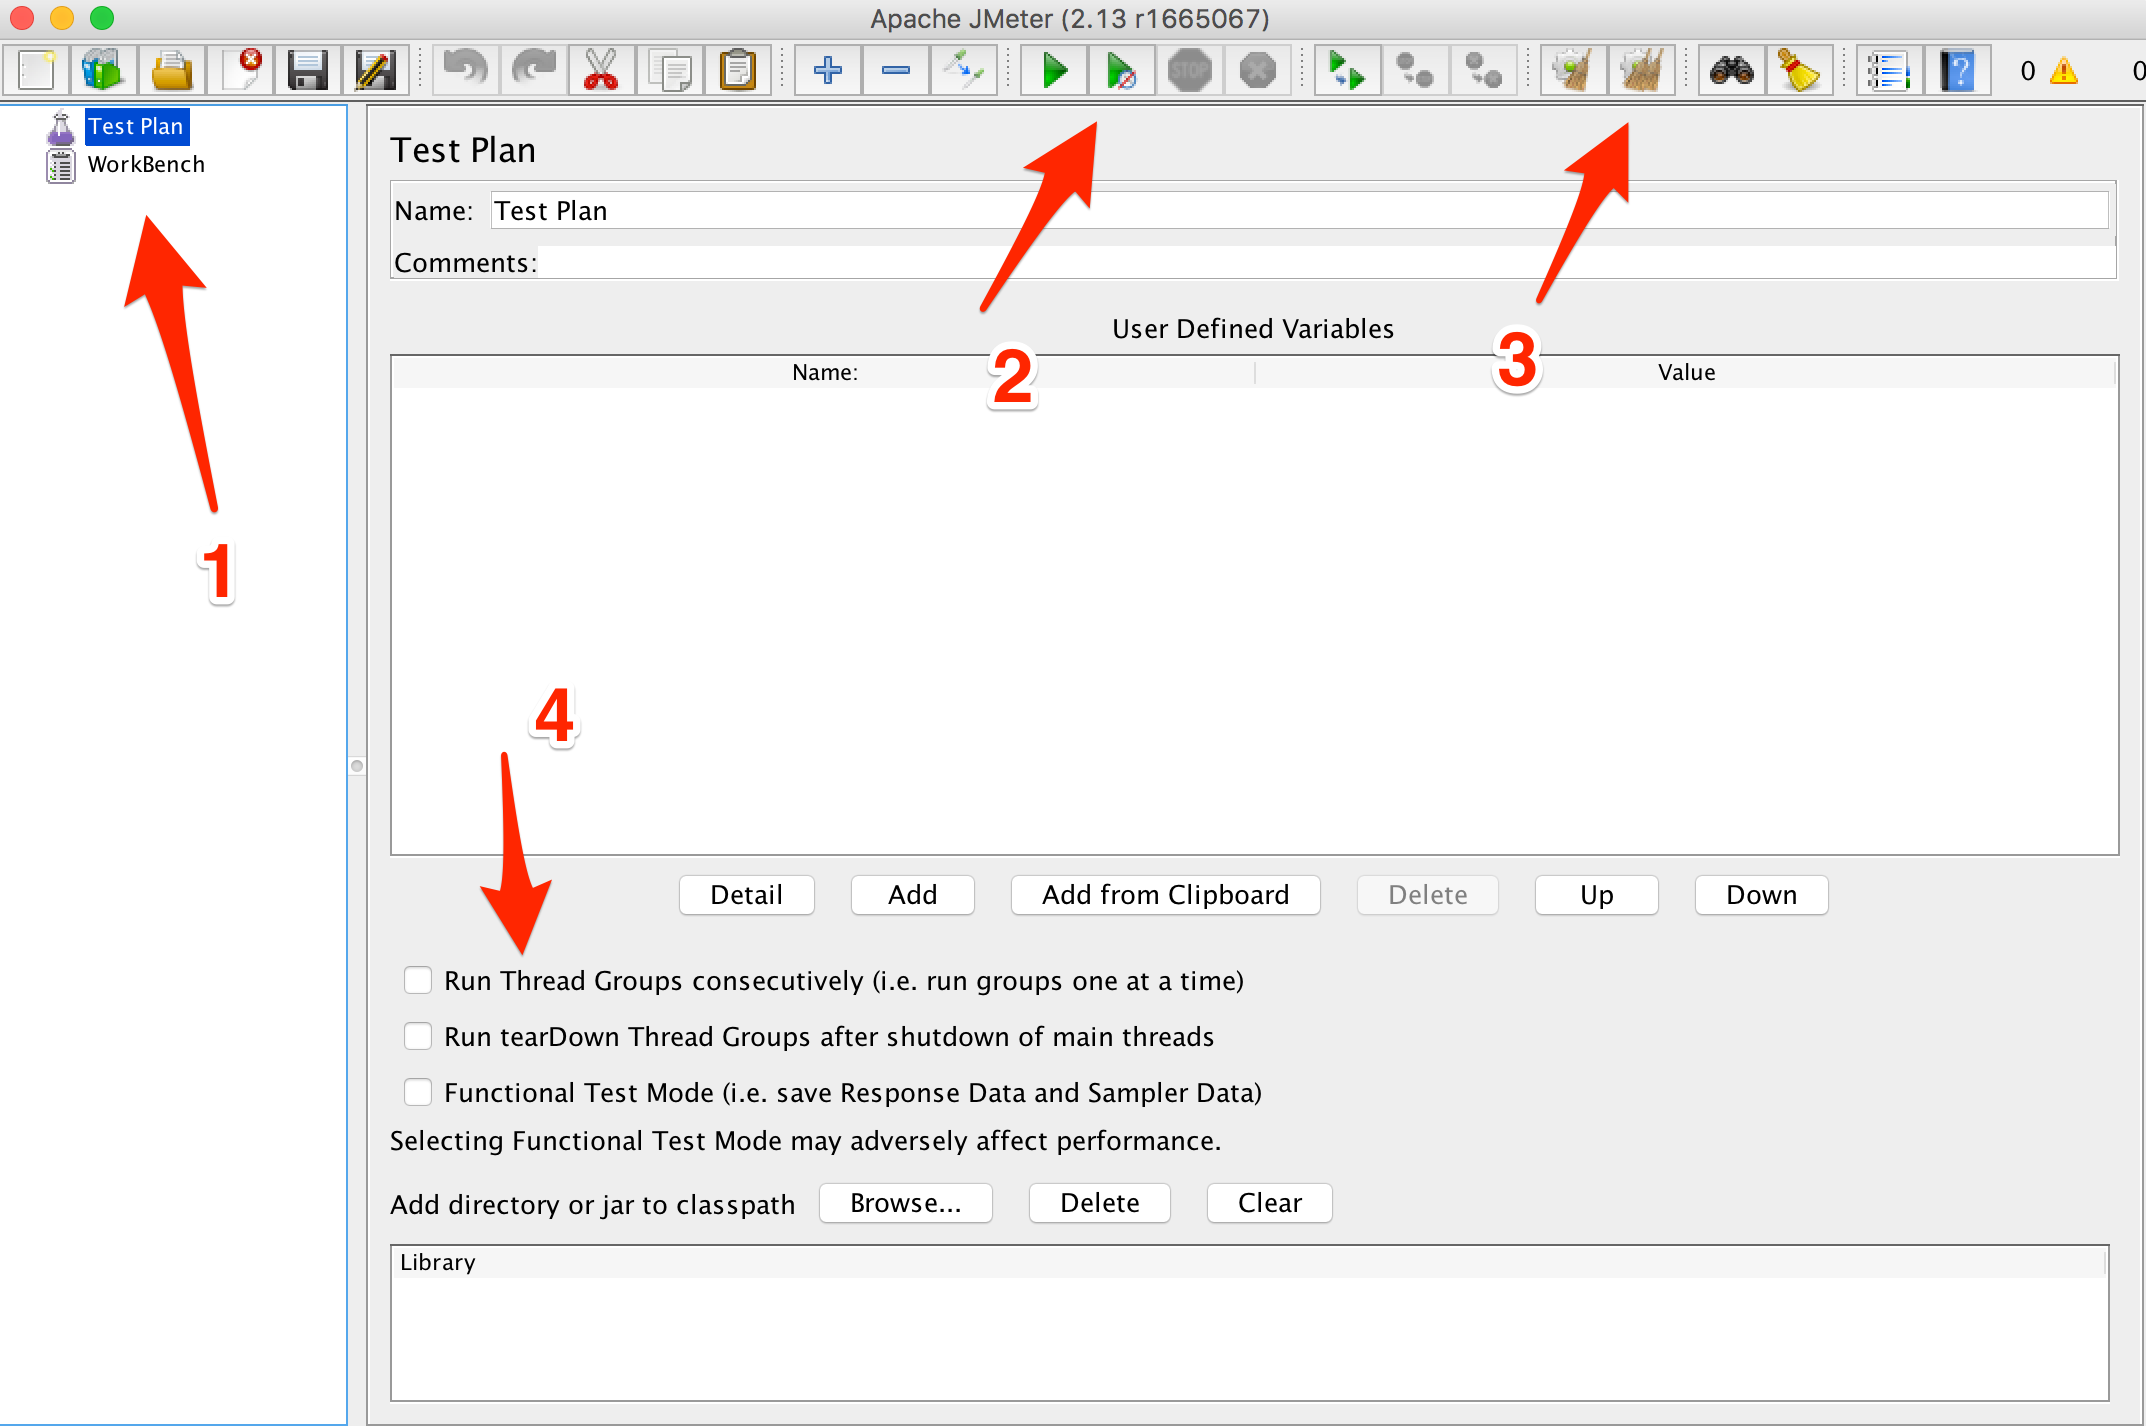 Apache JMeter (2.13 r1665067)
STOP
?
0
0
Test Plan
WorkBench
1
Test Plan
Name: Test Plan
Comments:
2
3
User Defined Variables
Name: Value
4
Detail Add Add from Clipboard Delete Up Down
Run Thread Groups consecutively (i.e. run groups one at a time)
Run tearDown Thread Groups after shutdown of main threads
Functional Test Mode (i.e. save Response Data and Sampler Data)
Selecting Functional Test Mode may adversely affect performance.
Add directory or jar to classpath Browse... Delete Clear
Library